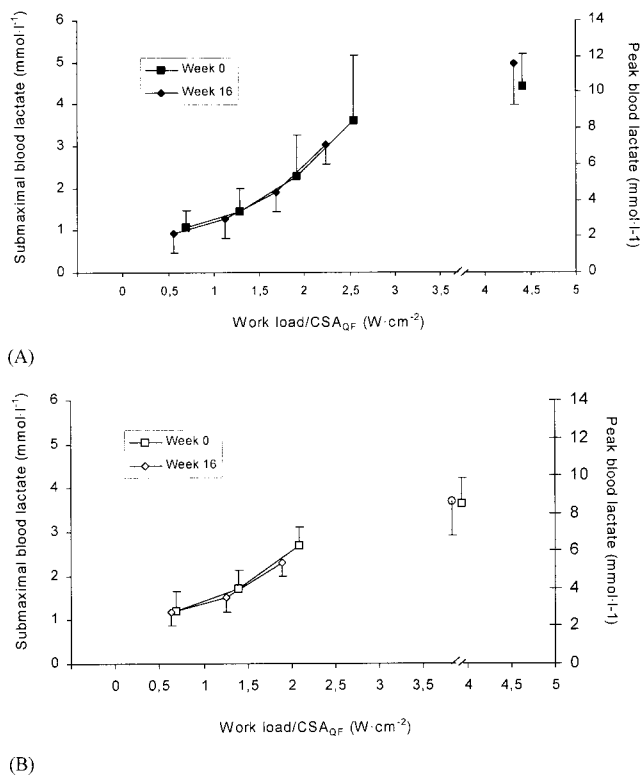 Submaximal blood lactate (mmol·l⁻¹)
6
5
4
3
2
1
0
Week 0
Week 16
14
12
10
8
6
4
2
0
Peak blood lactate (mmol·l-1)
0 0,5 1 1,5 2 2,5 3 3,5 4 4,5 5
Work load/CSA_QF (W·cm⁻²)
(A)
Submaximal blood lactate (mmol·l⁻¹)
6
5
4
3
2
1
0
Week 0
Week 16
14
12
10
8
6
4
2
0
Peak blood lactate (mmol·l-1)
0 0,5 1 1,5 2 2,5 3 3,5 4 4,5 5
Work load/CSA_QF (W·cm⁻²)
(B)